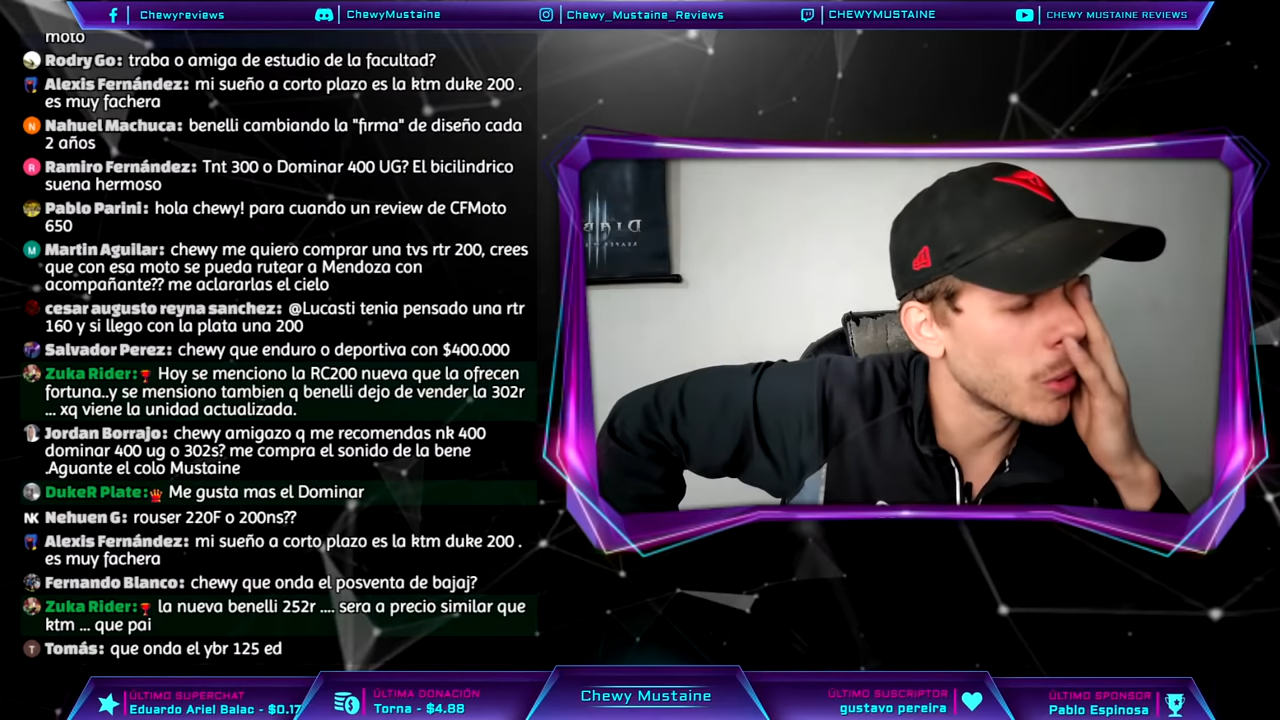 Chewyreviews
ChewyMustaine
Chewy_Mustaine_Reviews
CHEWYMUSTAINE
CHEWY MUSTAINE REVIEWS
moto
Rodry Go: traba o amiga de estudio de la facultad?
Alexis Fernández: mi sueño a corto plazo es la ktm duke 200 .
es muy fachera
N Nahuel Machuca: benelli cambiando la "firma" de diseño cada
2 años
R Ramiro Fernández: Tnt 300 o Dominar 400 UG? El bicilindrico
suena hermoso
Pablo Parini: hola chewy! para cuando un review de CFMoto
650
M Martin Aguilar: chewy me quiero comprar una tvs rtr 200, crees
que con esa moto se pueda rutear a Mendoza con
acompañante?? me aclararlas el cielo
cesar augusto reyna sanchez: @Lucasti tenia pensado una rtr
160 y si llego con la plata una 200
Salvador Perez: chewy que enduro o deportiva con $400.000
Zuka Rider: Hoy se menciono la RC200 nueva que la ofrecen
fortuna..y se mensiono tambien q benelli dejo de vender la 302r
... xq viene la unidad actualizada.
Jordan Borrajo: chewy amigazo q me recomendas nk 400
dominar 400 ug o 302s? me compra el sonido de la bene
.Aguante el colo Mustaine
DukeR Plate: Me gusta mas el Dominar
NK Nehuen G: rouser 220F o 200ns??
Alexis Fernández: mi sueño a corto plazo es la ktm duke 200 .
es muy fachera
Fernando Blanco: chewy que onda el posventa de bajaj?
Zuka Rider: la nueva benelli 252r .... sera a precio similar que
ktm ... que pai
T Tomás: que onda el ybr 125 ed
ÚLTIMO SUPERCHAT
Eduardo Ariel Balac - $0.17
ÚLTIMA DONACIÓN
Torna - $4.88
Chewy Mustaine
ÚLTIMO SUSCRIPTOR
gustavo pereira
ÚLTIMO SPONSOR
Pablo Espinosa